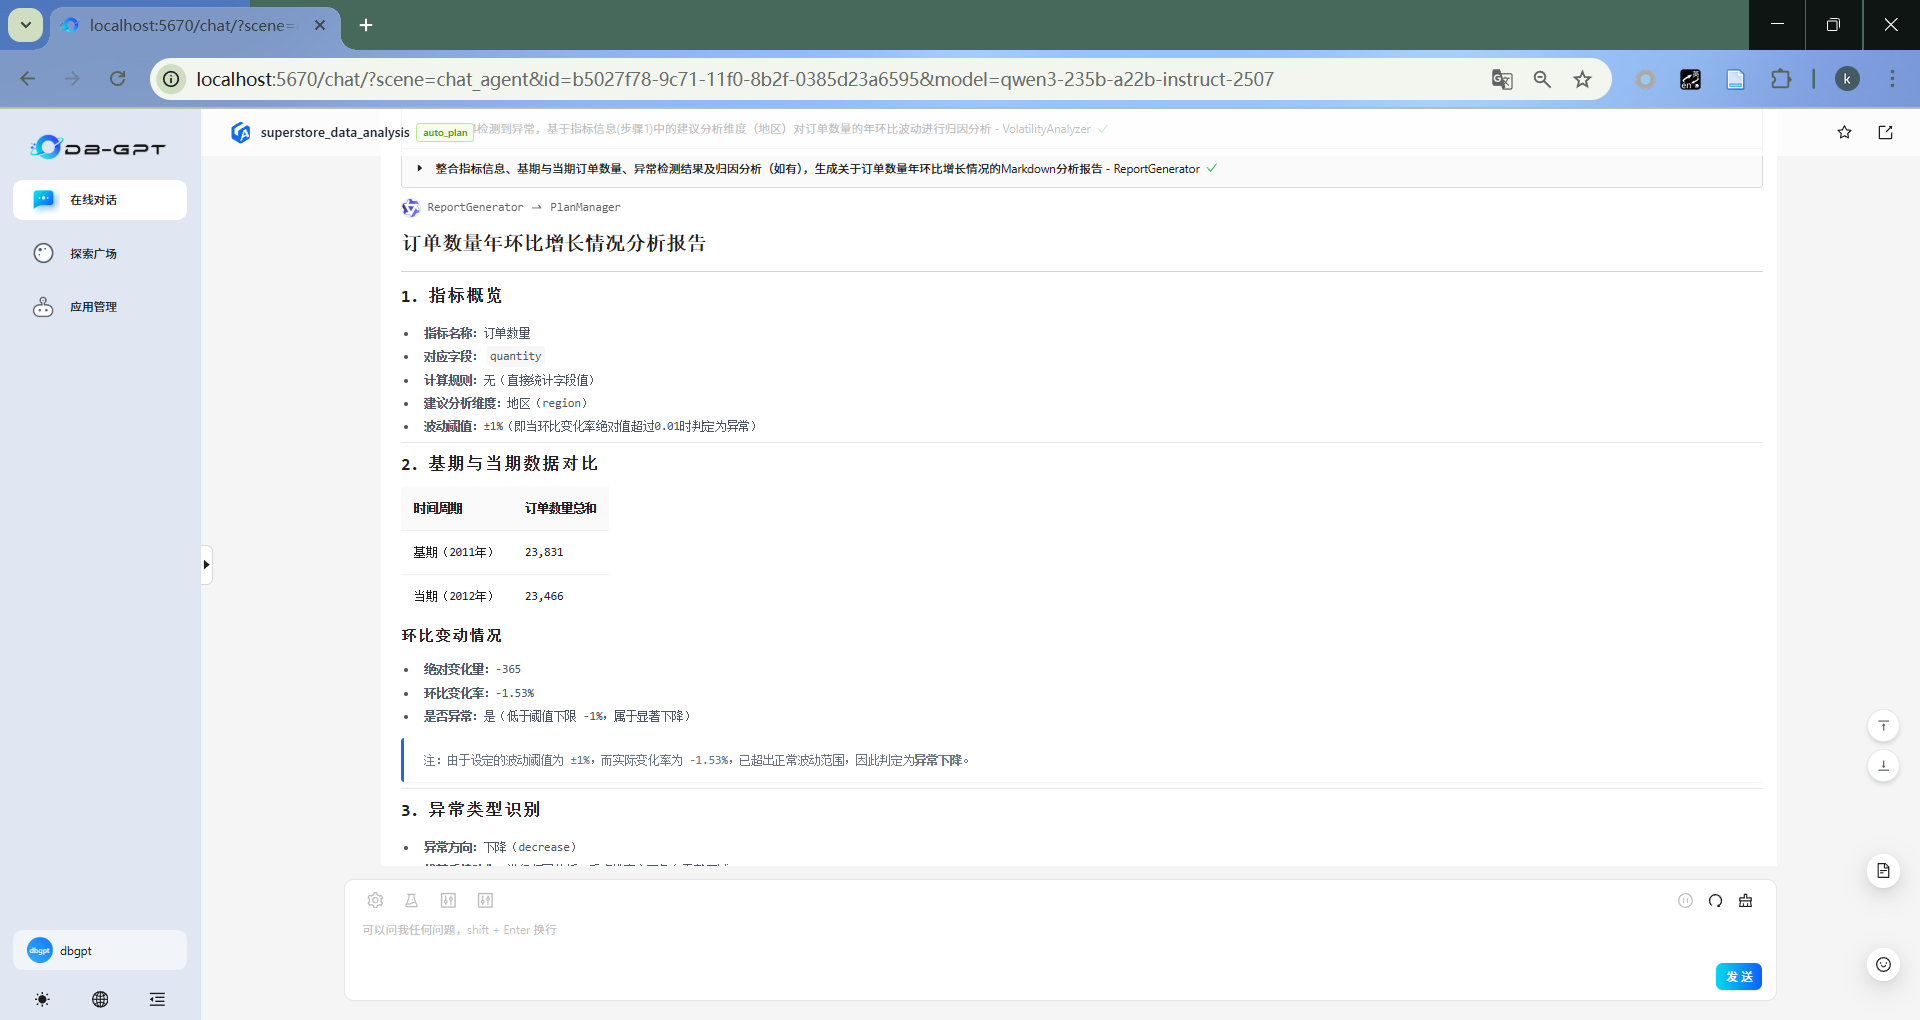 localhost:5670/chat/?scene=
localhost:5670/chat/?scene=chat_agent&id=b5027f78-9c71-11f0-8b2f-0385d23a6595&model=qwen3-235b-a22b-instruct-2507
k
DB-GPT
在线对话
探索广场
应用管理
superstore_data_analysis
auto_plan
检测到异常，基于指标信息(步骤1)中的建议分析维度（地区）对订单数量的年环比波动进行归因分析 - VolatilityAnalyzer
整合指标信息、基期与当期订单数量、异常检测结果及归因分析（如有），生成关于订单数量年环比增长情况的Markdown分析报告 - ReportGenerator
ReportGenerator → PlanManager
订单数量年环比增长情况分析报告
1. 指标概览
• 指标名称：订单数量
• 对应字段： quantity
• 计算规则：无（直接统计字段值）
• 建议分析维度：地区（region）
• 波动阈值：±1%（即当环比变化率绝对值超过0.01时判定为异常）
2. 基期与当期数据对比
时间周期 订单数量总和
基期（2011年） 23,831
当期（2012年） 23,466
环比变动情况
• 绝对变化量：-365
• 环比变化率：-1.53%
• 是否异常：是（低于阈值下限 -1%，属于显著下降）
注：由于设定的波动阈值为 ±1%，而实际变化率为 -1.53%，已超出正常波动范围，因此判定为异常下降。
3. 异常类型识别
• 异常方向：下降（decrease）
可以问我任何问题，shift + Enter 换行
发 送
dbgpt
dbgpt